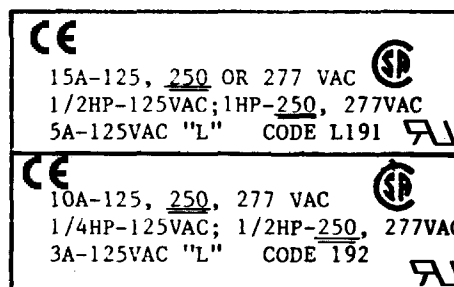 CE
15A-125, 250 OR 277 VAC
1/2HP-125VAC;1HP-250, 277VAC
5A-125VAC "L" CODE L191
CE
10A-125, 250, 277 VAC
1/4HP-125VAC; 1/2HP-250, 277VAC
3A-125VAC "L" CODE 192